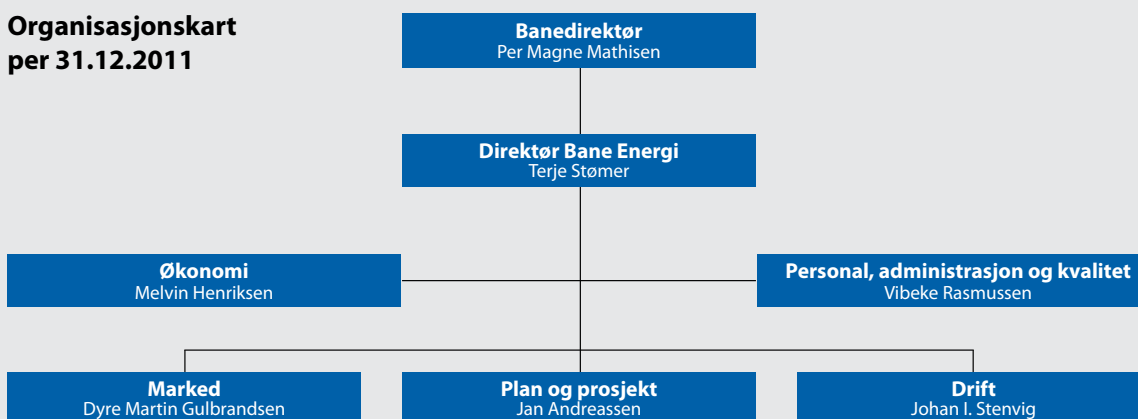 Organisasjonskart
per 31.12.2011
Banedirektør
Per Magne Mathisen
Direktør Bane Energi
Terje Stømer
Økonomi
Melvin Henriksen
Personal, administrasjon og kvalitet
Vibeke Rasmussen
Marked
Dyre Martin Gulbrandsen
Plan og prosjekt
Jan Andreassen
Drift
Johan I. Stenvig